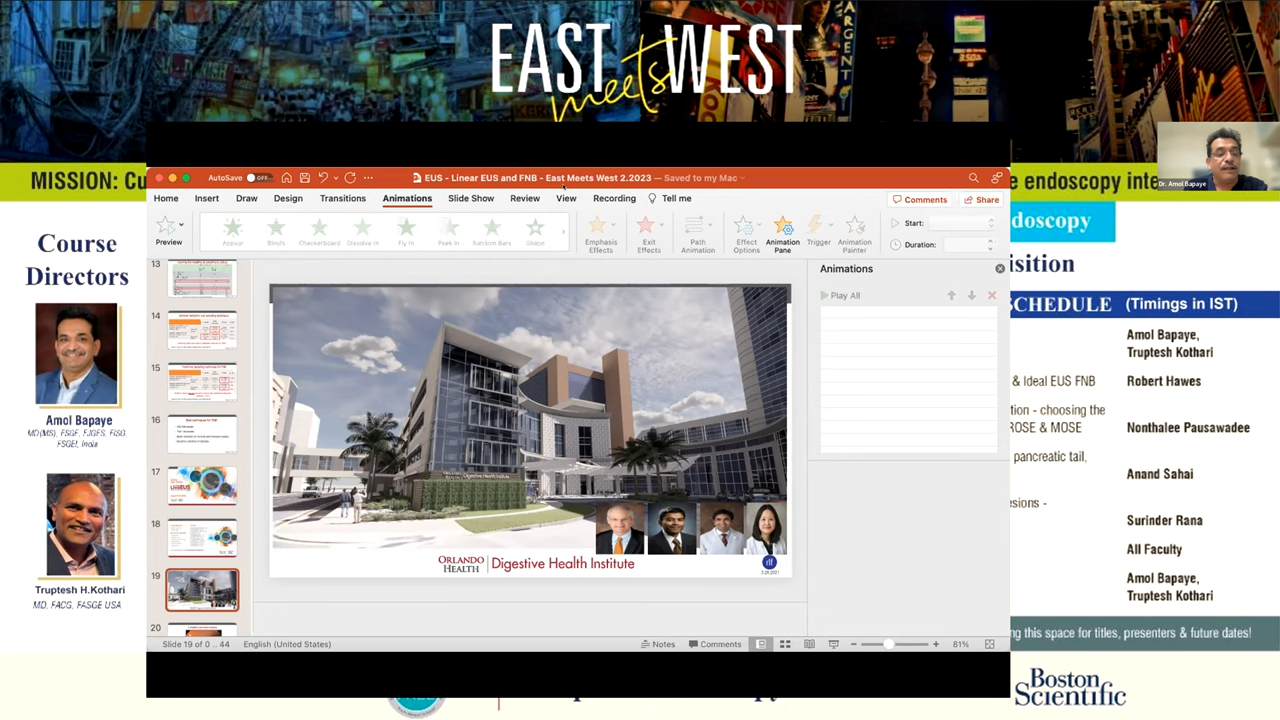 EAST meets WEST
MISSION: Cu
e endoscopy inte
Dr. Amol Bapaye
AutoSave OFF
EUS - Linear EUS and FNB - East Meets West 2.2023 — Saved to my Mac
Home Insert Draw Design Transitions Animations Slide Show Review View Recording Tell me
Comments Share
Preview
Appear Blinds Checkerboard Dissolve In Fly In Peek In Random Bars Shape
Emphasis Effects
Exit Effects
Path Animation
Effect Options
Animation Pane
Trigger
Animation Painter
Start:
Duration:
Course
Directors
Amol Bapaye
Truptesh H.Kothari
MD, FACG, FASGE USA
13
14
15
16
17
18
19
20
ORLANDO HEALTH Digestive Health Institute
Animations
Play All
Slide 19 of 0 .. 44 English (United States)
Notes Comments 81%
doscopy
isition
SCHEDULE (Timings in IST)
Amol Bapaye,
Truptesh Kothari
& Ideal EUS FNB Robert Hawes
tion - choosing the
ROSE & MOSE Nonthalee Pausawadee
pancreatic tail,
Anand Sahai
esions -
Surinder Rana
All Faculty
Amol Bapaye,
Truptesh Kothari
ng this space for titles, presenters & future dates!
Boston
Scientific